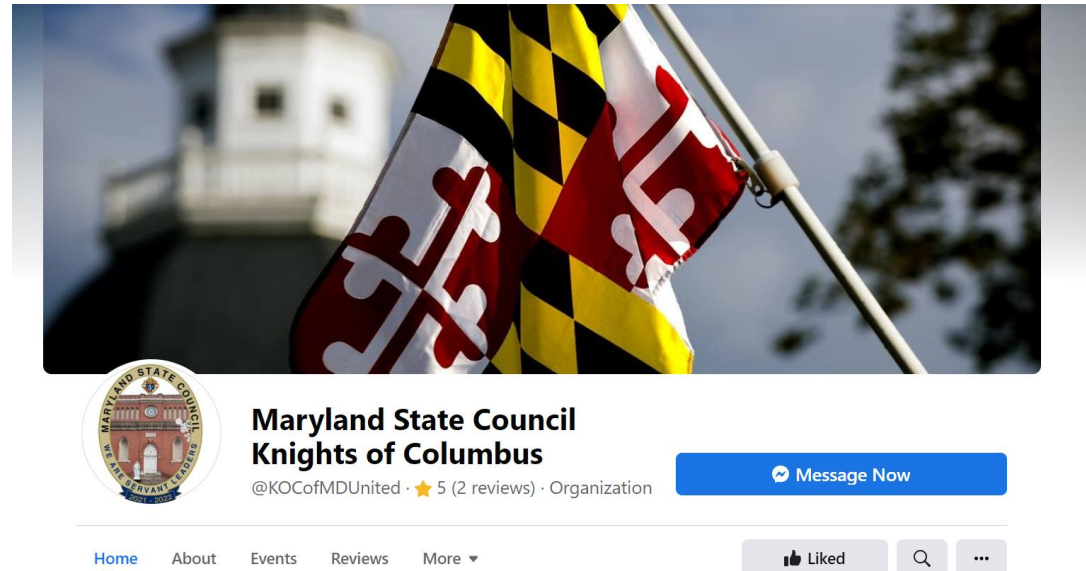 MARYLAND STATE COUNCIL
WE ARE SERVANT LEADERS
2021 - 2022
Maryland State Council
Knights of Columbus
@KOCofMDUnited · 5 (2 reviews) · Organization
Message Now
Home About Events Reviews More
Liked